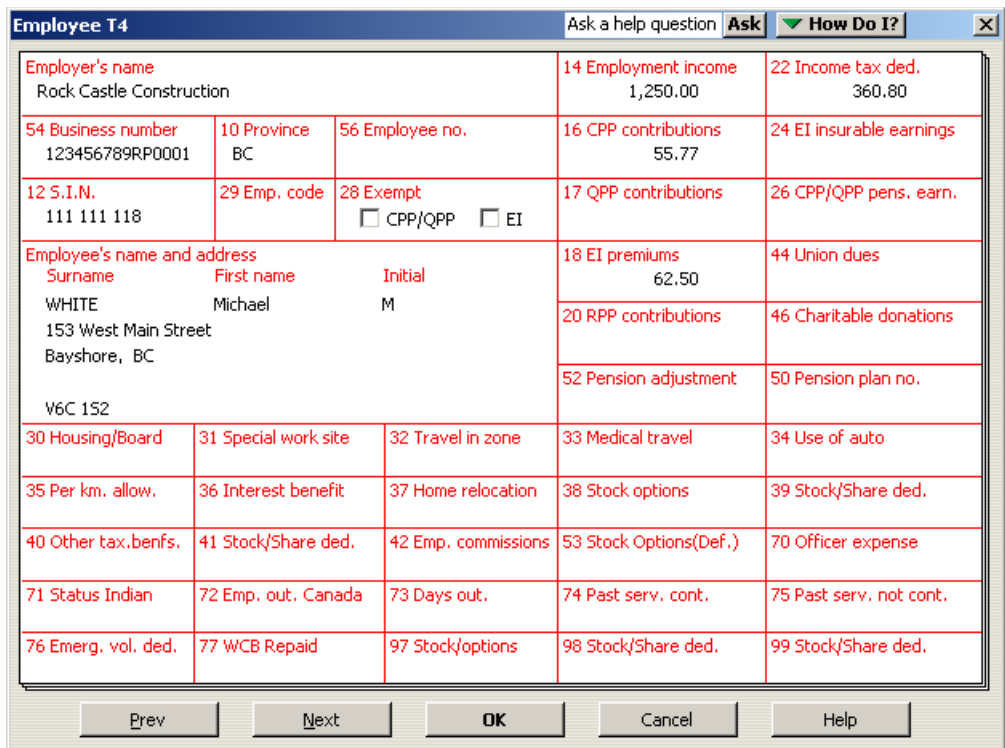 Employee T4
Ask a help question Ask How Do I?
Employer's name
Rock Castle Construction
14 Employment income
1,250.00
22 Income tax ded.
360.80
54 Business number
123456789RP0001
10 Province
BC
56 Employee no.
16 CPP contributions
55.77
24 EI insurable earnings
12 S.I.N.
111 111 118
29 Emp. code
28 Exempt
CPP/QPP EI
17 QPP contributions
26 CPP/QPP pens. earn.
Employee's name and address
Surname First name Initial
WHITE Michael M
153 West Main Street
Bayshore, BC
V6C 1S2
18 EI premiums
62.50
44 Union dues
20 RPP contributions
46 Charitable donations
52 Pension adjustment
50 Pension plan no.
30 Housing/Board
31 Special work site
32 Travel in zone
33 Medical travel
34 Use of auto
35 Per km. allow.
36 Interest benefit
37 Home relocation
38 Stock options
39 Stock/Share ded.
40 Other tax.benfs.
41 Stock/Share ded.
42 Emp. commissions
53 Stock Options(Def.)
70 Officer expense
71 Status Indian
72 Emp. out. Canada
73 Days out.
74 Past serv. cont.
75 Past serv. not cont.
76 Emerg. vol. ded.
77 WCB Repaid
97 Stock/options
98 Stock/Share ded.
99 Stock/Share ded.
Prev Next OK Cancel Help